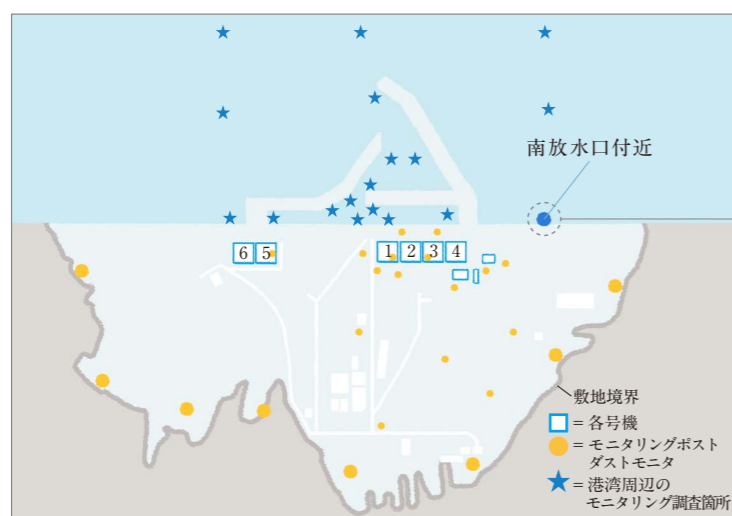 南放水口付近
6 5 1 2 3 4
敷地境界
= 各号機
= モニタリングポスト
ダストモニタ
= 港湾周辺の
モニタリング調査箇所